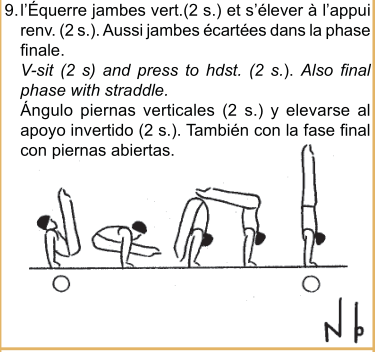 9.l'Équerre jambes vert.(2 s.) et s'élever à l'appui
renv. (2 s.). Aussi jambes écartées dans la phase
finale.
V-sit (2 s) and press to hdst. (2 s.). Also final
phase with straddle.
Ángulo piernas verticales (2 s.) y elevarse al
apoyo invertido (2 s.). También con la fase final
con piernas abiertas.